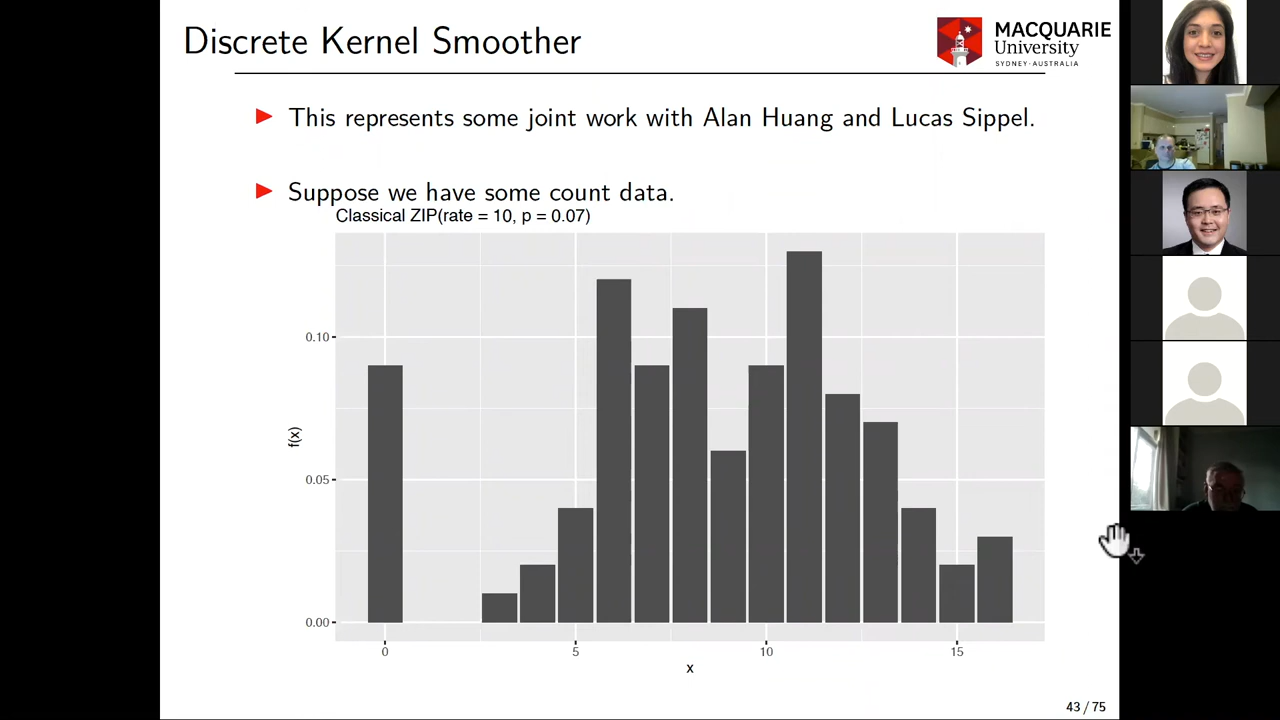 Discrete Kernel Smoother
MACQUARIE
University
SYDNEY·AUSTRALIA
▶ This represents some joint work with Alan Huang and Lucas Sippel.
▶ Suppose we have some count data.
Classical ZIP(rate = 10, p = 0.07)
0.10
f(x)
0.05
0.00
0 5 10 15
x
43 / 75